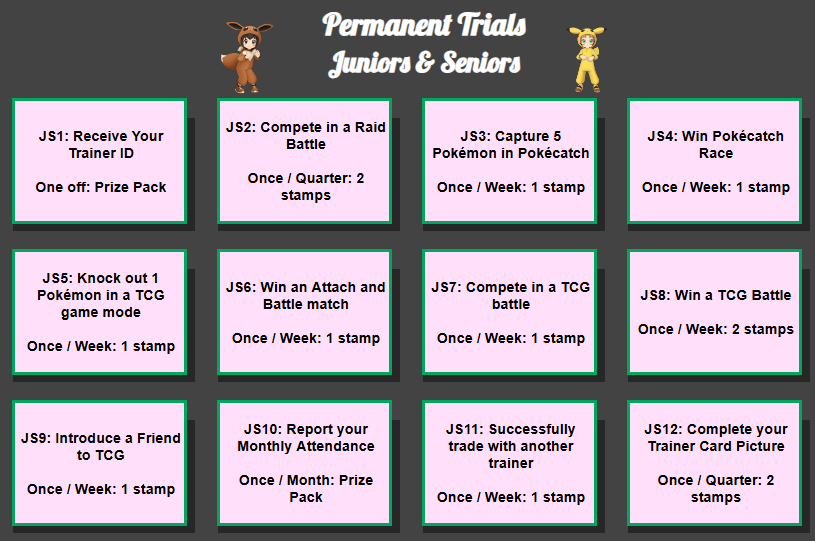 Permanent Trials
Juniors & Seniors
JS1: Receive Your
Trainer ID
One off: Prize Pack
JS2: Compete in a Raid
Battle
Once / Quarter: 2
stamps
JS3: Capture 5
Pokémon in Pokécatch
Once / Week: 1 stamp
JS4: Win Pokécatch
Race
Once / Week: 1 stamp
JS5: Knock out 1
Pokémon in a TCG
game mode
Once / Week: 1 stamp
JS6: Win an Attach and
Battle match
Once / Week: 1 stamp
JS7: Compete in a TCG
battle
Once / Week: 1 stamp
JS8: Win a TCG Battle
Once / Week: 2 stamps
JS9: Introduce a Friend
to TCG
Once / Week: 1 stamp
JS10: Report your
Monthly Attendance
Once / Month: Prize
Pack
JS11: Successfully
trade with another
trainer
Once / Week: 1 stamp
JS12: Complete your
Trainer Card Picture
Once / Quarter: 2
stamps